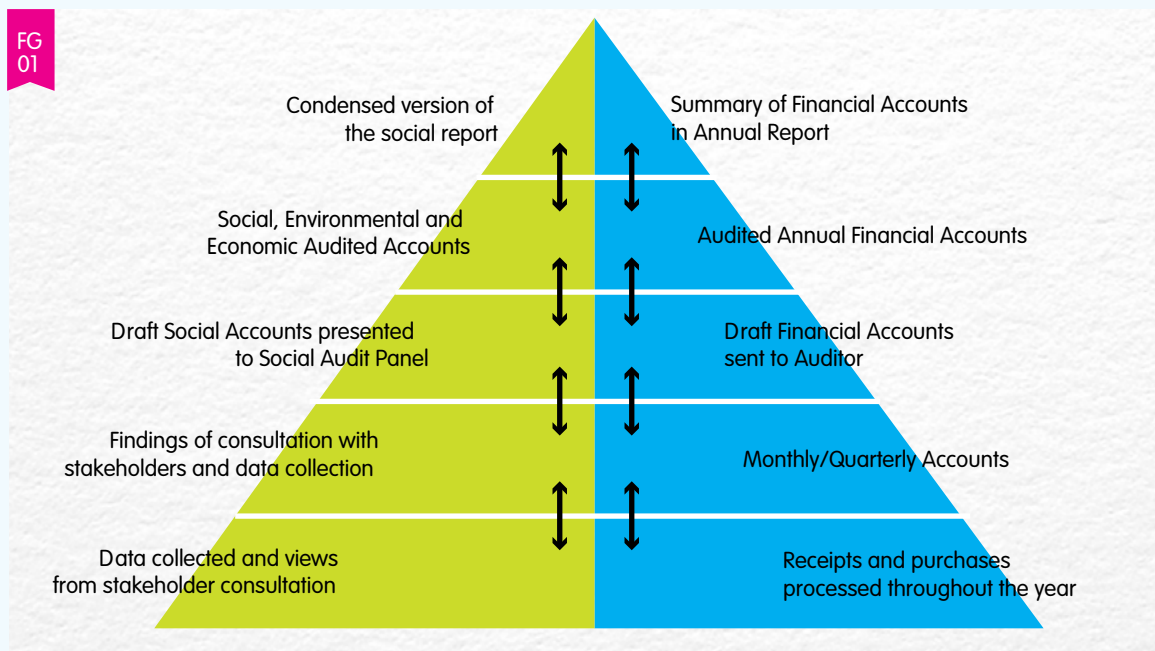 FG
01
Condensed version of
the social report
Summary of Financial Accounts
in Annual Report
Social, Environmental and
Economic Audited Accounts
Audited Annual Financial Accounts
Draft Social Accounts presented
to Social Audit Panel
Draft Financial Accounts
sent to Auditor
Findings of consultation with
stakeholders and data collection
Monthly/Quarterly Accounts
Data collected and views
from stakeholder consultation
Receipts and purchases
processed throughout the year